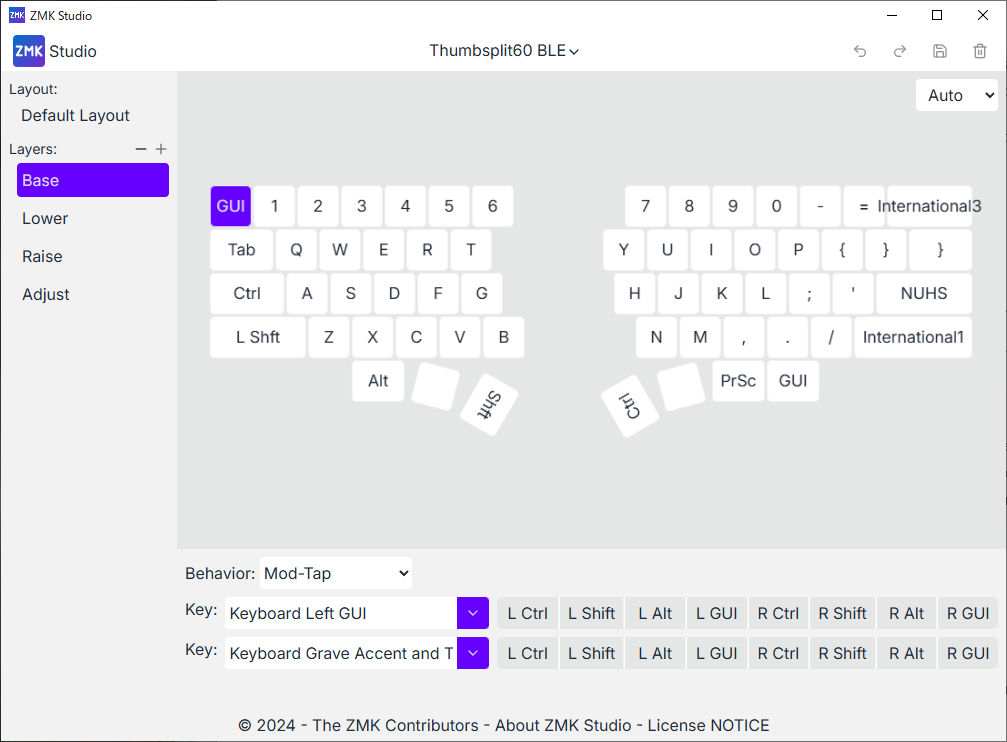 ZMK ZMK Studio
ZMK Studio
Thumbsplit60 BLE
Layout:
Default Layout
Auto
Layers:
Base
Lower
Raise
Adjust
GUI 1 2 3 4 5 6 7 8 9 0 - = International3
Tab Q W E R T Y U I O P { } }
Ctrl A S D F G H J K L ; ' NUHS
L Shft Z X C V B N M , . / International1
Alt Shft Ctrl PrSc GUI
Behavior: Mod-Tap
Key: Keyboard Left GUI L Ctrl L Shift L Alt L GUI R Ctrl R Shift R Alt R GUI
Key: Keyboard Grave Accent and T L Ctrl L Shift L Alt L GUI R Ctrl R Shift R Alt R GUI
© 2024 - The ZMK Contributors - About ZMK Studio - License NOTICE